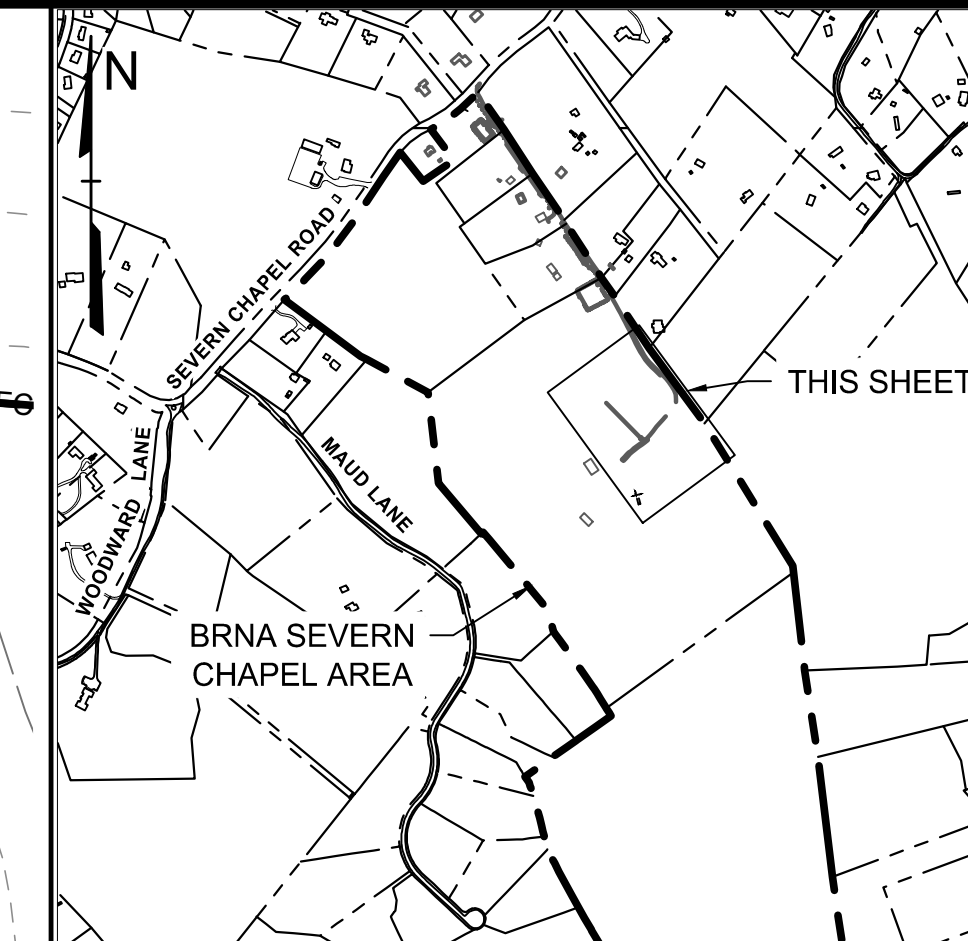 N
SEVERN CHAPEL ROAD
THIS SHEET
MAUD LANE
WOODWARD LANE
BRNA SEVERN
CHAPEL AREA